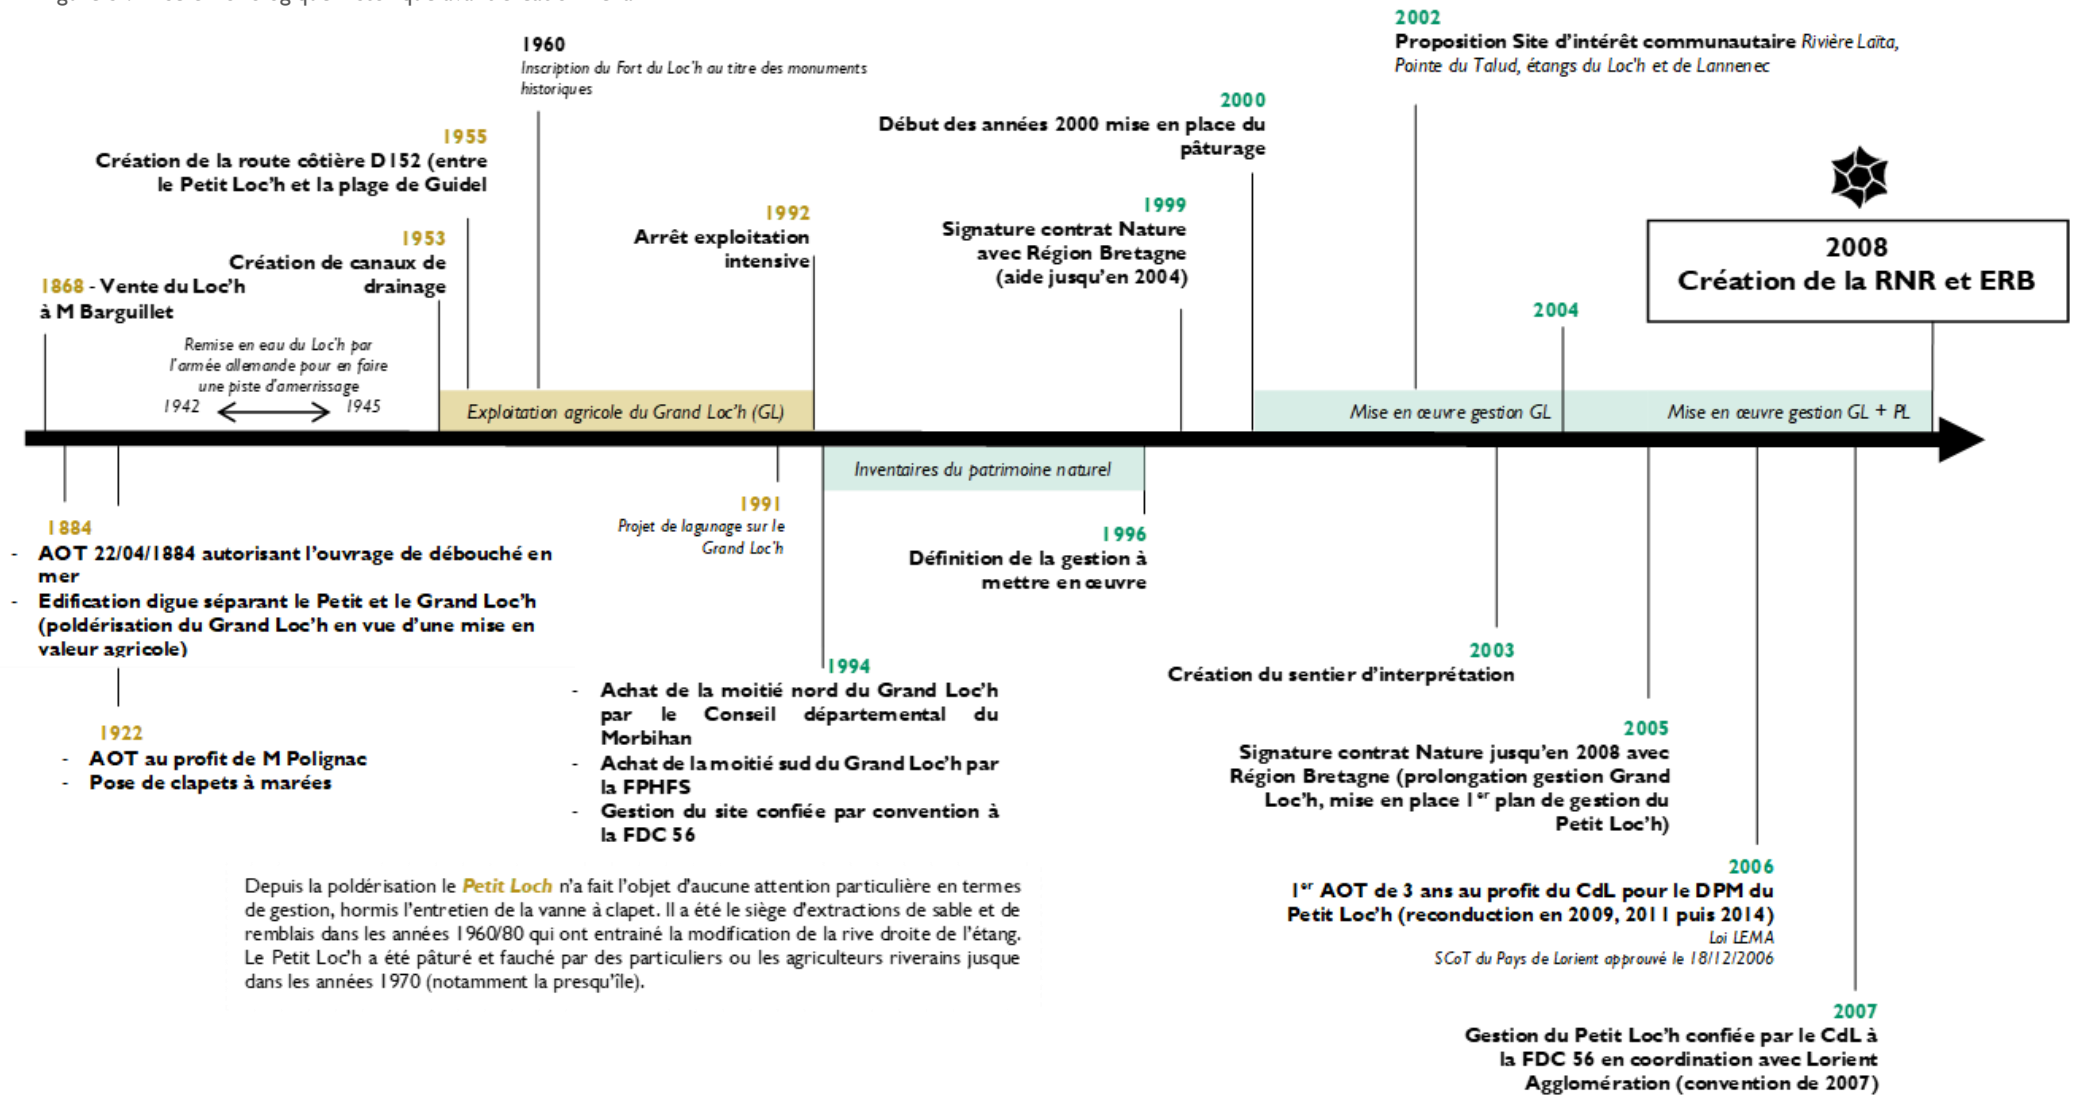 1960
Inscription du Fort du Loc'h au titre des monuments
historiques
2002
Proposition Site d'intérêt communautaire Rivière Laïta,
Pointe du Talud, étangs du Loc'h et de Lannenec
1955
Création de la route côtière D152 (entre
le Petit Loc'h et la plage de Guidel
2000
Début des années 2000 mise en place du
pâturage
1953
Création de canaux de
drainage
1868 - Vente du Loc'h
à M Barguillet
1992
Arrêt exploitation
intensive
1999
Signature contrat Nature
avec Région Bretagne
(aide jusqu'en 2004)
2008
Création de la RNR et ERB
2004
Remise en eau du Loc'h par
l'armée allemande pour en faire
une piste d'amerrissage
1942
1945
Exploitation agricole du Grand Loc'h (GL)
Mise en œuvre gestion GL
Mise en œuvre gestion GL + PL
Inventaires du patrimoine naturel
1884
- AOT 22/04/1884 autorisant l'ouvrage de débouché en
mer
- Edification digue séparant le Petit et le Grand Loc'h
(poldérisation du Grand Loc'h en vue d'une mise en
valeur agricole)
1991
Projet de lagunage sur le
Grand Loc'h
1996
Définition de la gestion à
mettre en œuvre
1922
- AOT au profit de M Polignac
- Pose de clapets à marées
1994
- Achat de la moitié nord du Grand Loc'h
par le Conseil départemental du
Morbihan
- Achat de la moitié sud du Grand Loc'h par
la FPHFS
- Gestion du site confiée par convention à
la FDC 56
2003
Création du sentier d'interprétation
2005
Signature contrat Nature jusqu'en 2008 avec
Région Bretagne (prolongation gestion Grand
Loc'h, mise en place 1er plan de gestion du
Petit Loc'h)
2006
1er AOT de 3 ans au profit du CdL pour le DPM du
Petit Loc'h (reconduction en 2009, 2011 puis 2014)
Loi LEMA
SCoT du Pays de Lorient approuvé le 18/12/2006
Depuis la poldérisation le Petit Loch n'a fait l'objet d'aucune attention particulière en termes
de gestion, hormis l'entretien de la vanne à clapet. Il a été le siège d'extractions de sable et de
remblais dans les années 1960/80 qui ont entrainé la modification de la rive droite de l'étang.
Le Petit Loc'h a été pâturé et fauché par des particuliers ou les agriculteurs riverains jusque
dans les années 1970 (notamment la presqu'île).
2007
Gestion du Petit Loc'h confiée par le CdL à
la FDC 56 en coordination avec Lorient
Agglomération (convention de 2007)